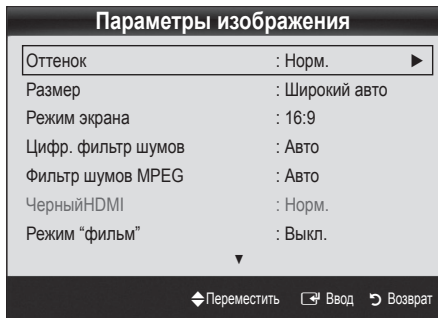 Параметры изображения
Оттенок : Норм. ►
Размер : Широкий авто
Режим экрана : 16:9
Цифр. фильтр шумов : Авто
Фильтр шумов MPEG : Авто
ЧерныйHDMI : Норм.
Режим “фильм” : Выкл.
▼
Переместить Ввод Возврат